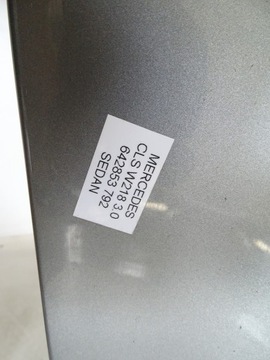 MERCEDES
CLS W218 3.0
642853 792
SEDAN